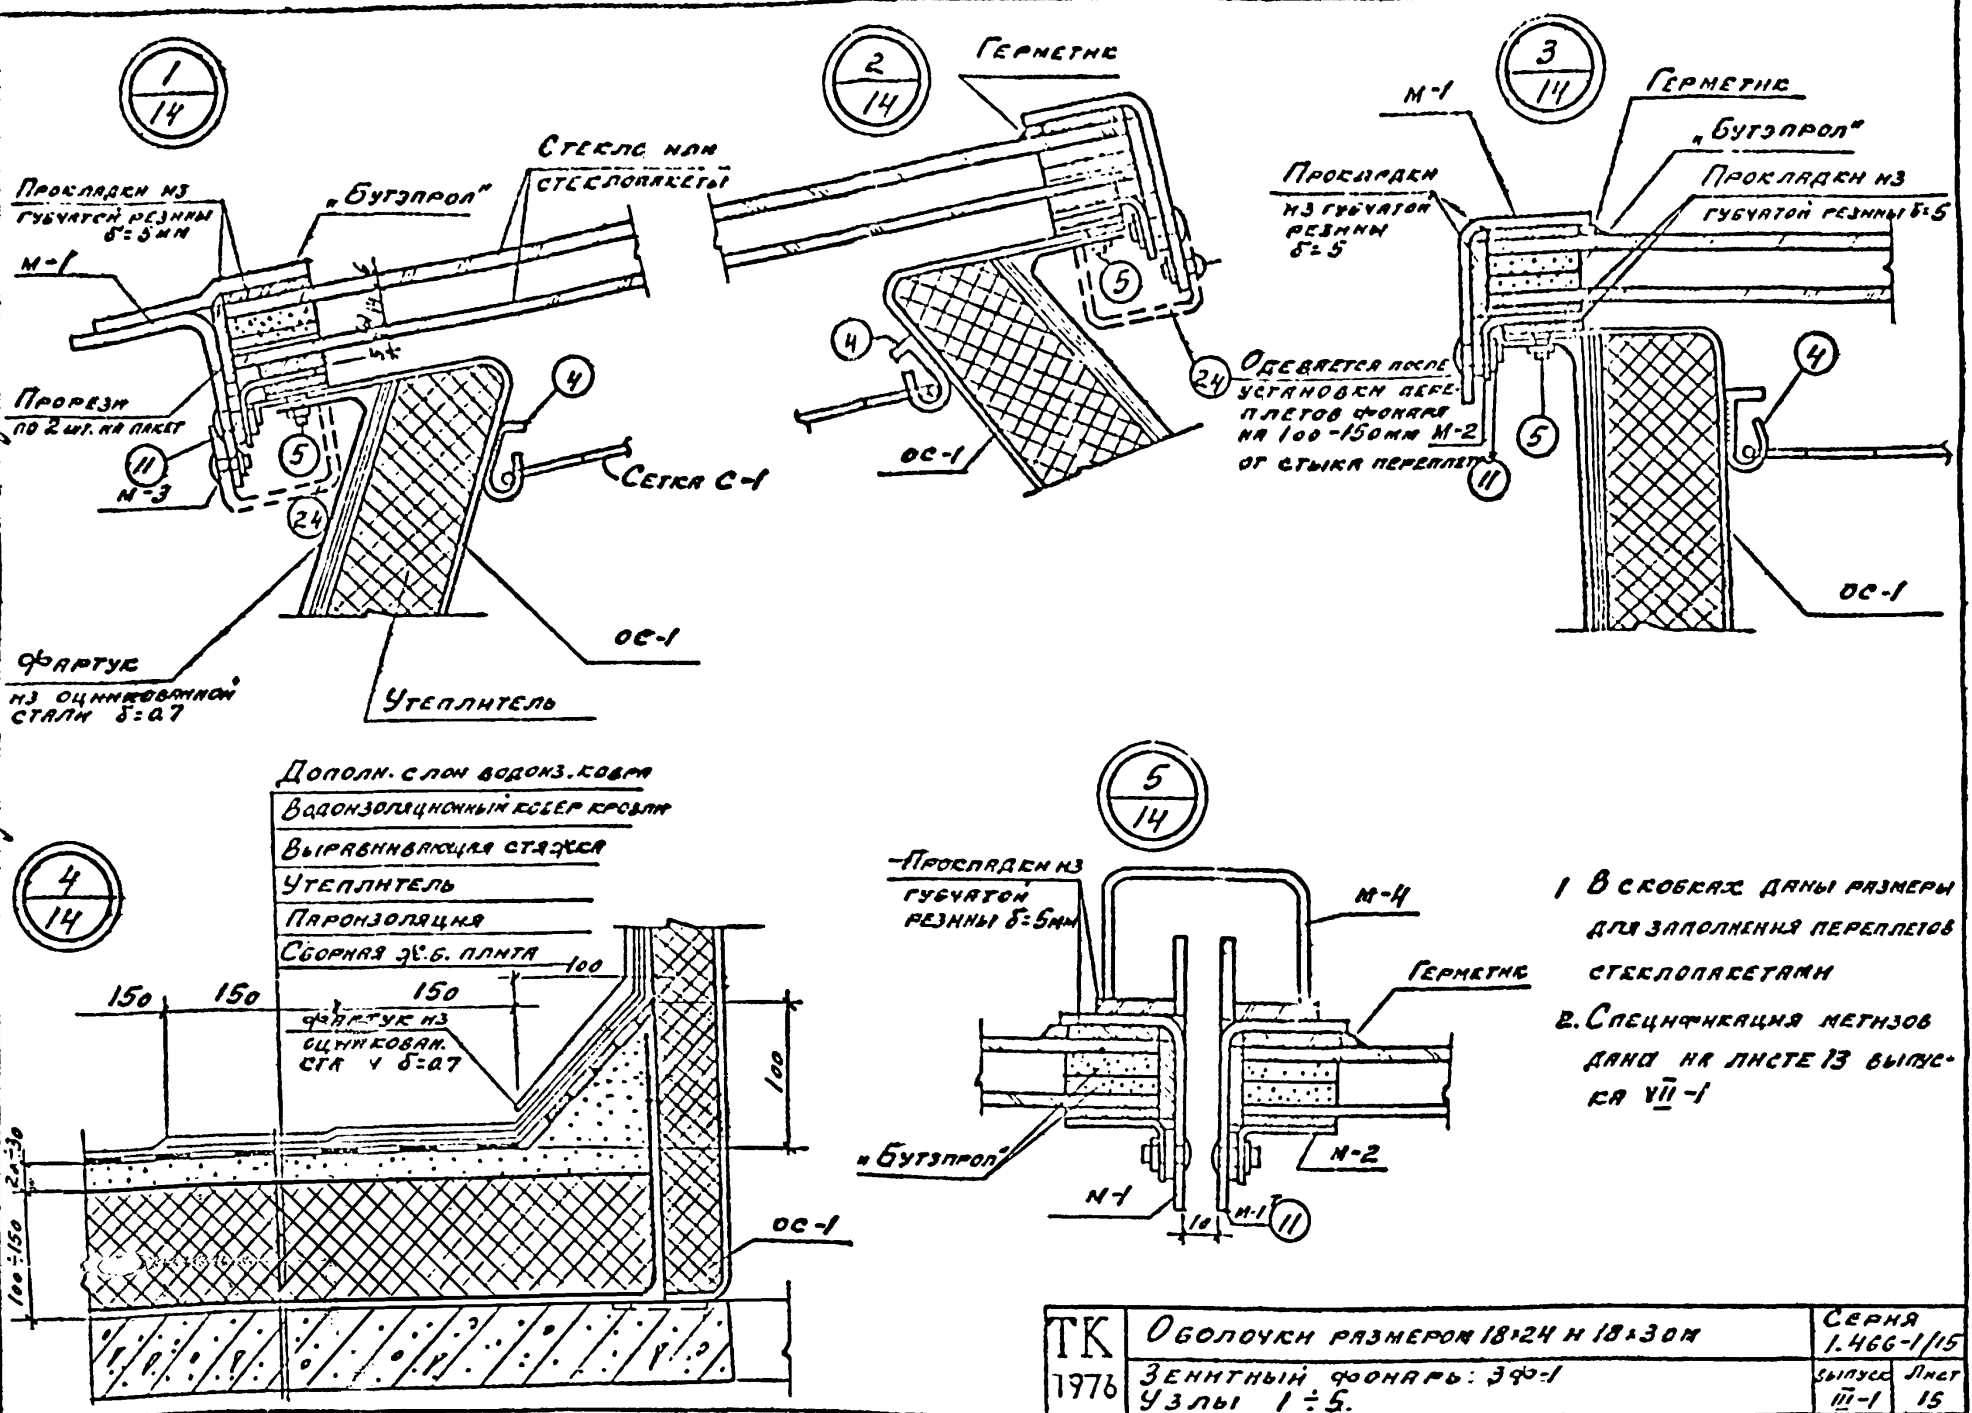 1
14
Прокладки из
губчатой резины
δ=5мм
М-1
"Бутэпрол"
Стекло или
стеклопакеты
Прорези
по 2 шт. на пакет
11
М-3
5
24
4
Сетка С-1
ОС-1
Фартук
из оцинкованной
стали δ=0.7
Утеплитель
2
14
Герметик
4
5
24
ОС-1
Одевается после
установки пере-
плетов фонаря
на 100-150мм
от стыка переплет
3
14
М-1
Герметик
"Бутэпрол"
Прокладки
из губчатой
резины
δ=5
Прокладки из
губчатой резины δ=5
М-2
11
5
4
ОС-1
4
14
Дополн. слой водоиз. ковра
Водоизоляционный ковер кровли
Выравнивающая стяжка
Утеплитель
Пароизоляция
Сборная ж.б. плита
150
150
150
100
Фартук из
оцинкован.
δ=0.7
100
20÷30
100÷150
ОС-1
5
14
Прокладки из
губчатой
резины δ=5мм
М-4
Герметик
"Бутэпрол"
М-2
М-1
10
М-1
11
1 В скобках даны размеры
для заполнения переплетов
стеклопакетами
2. Спецификация метизов
дана на листе 13 выпус-
ка VII-1
ТК
1976
Оболочки размером 18×24 и 18×30м
Зенитный фонарь: ЗФ-1
Узлы 1÷5.
Серия
1.466-1/15
Выпуск
III-1
Лист
15